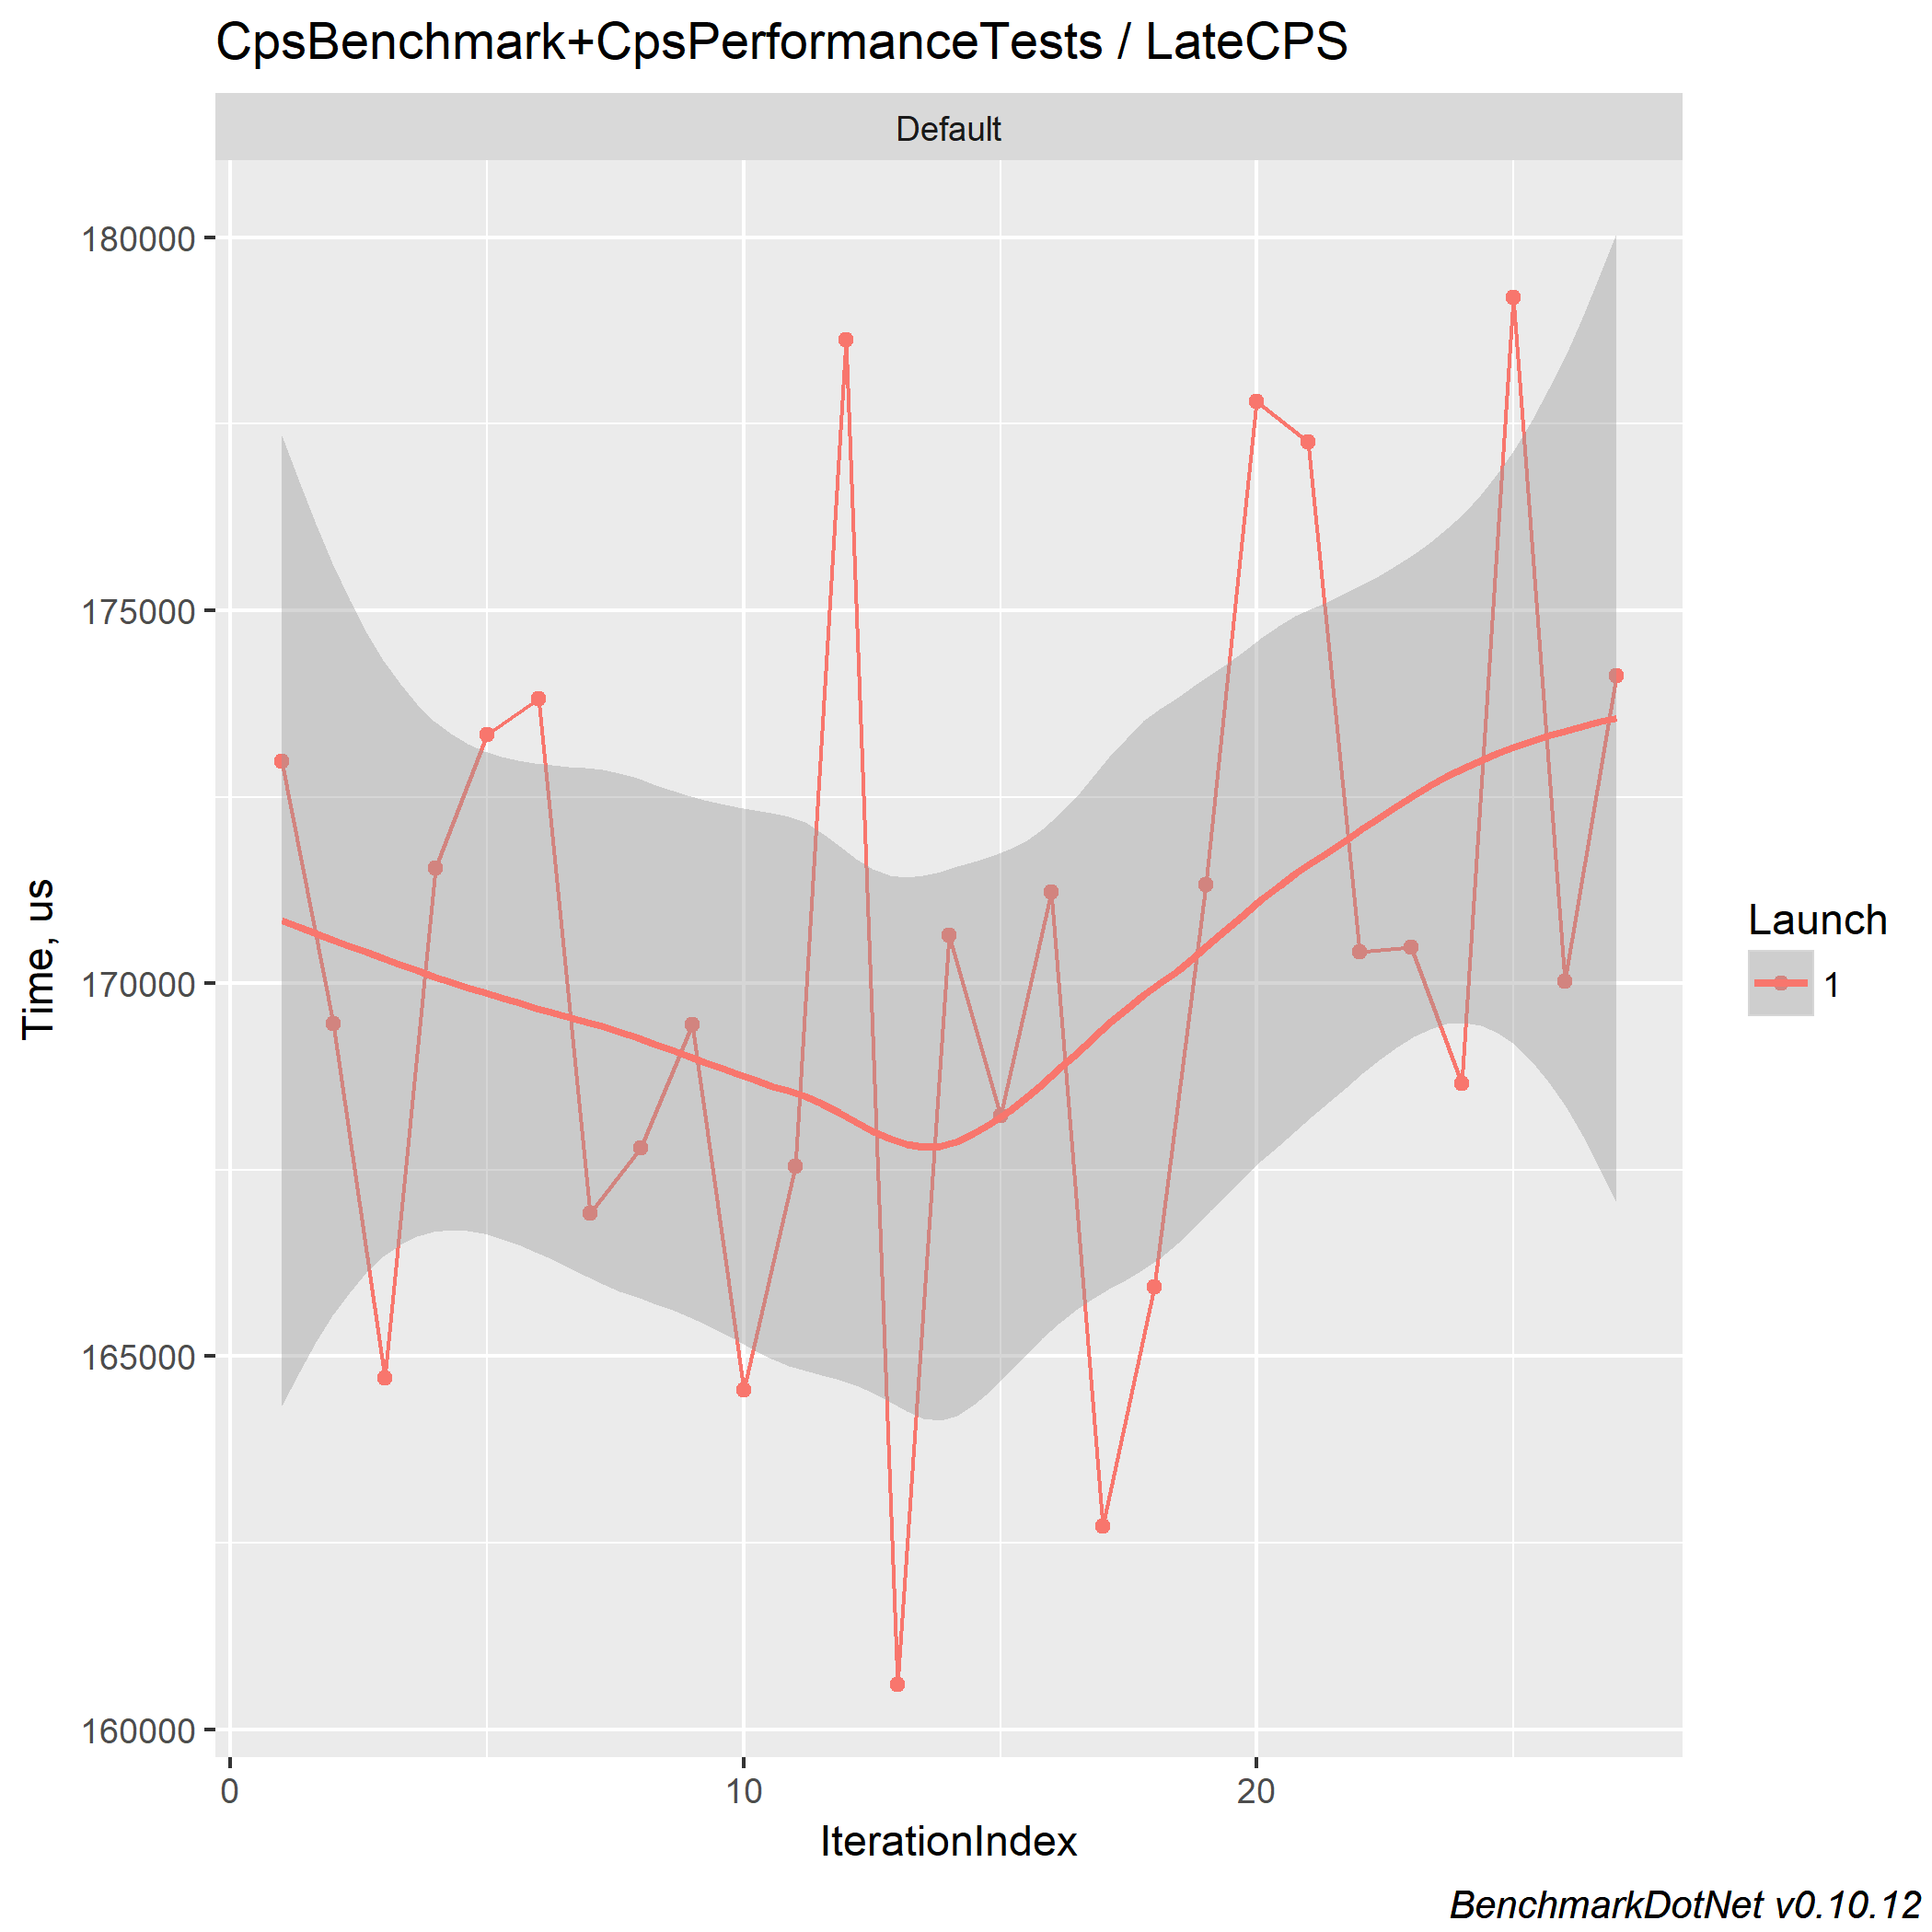 CpsBenchmark+CpsPerformanceTests / LateCPS
Default
180000
175000
170000
165000
160000
Time, us
0 10 20
IterationIndex
Launch
1
BenchmarkDotNet v0.10.12